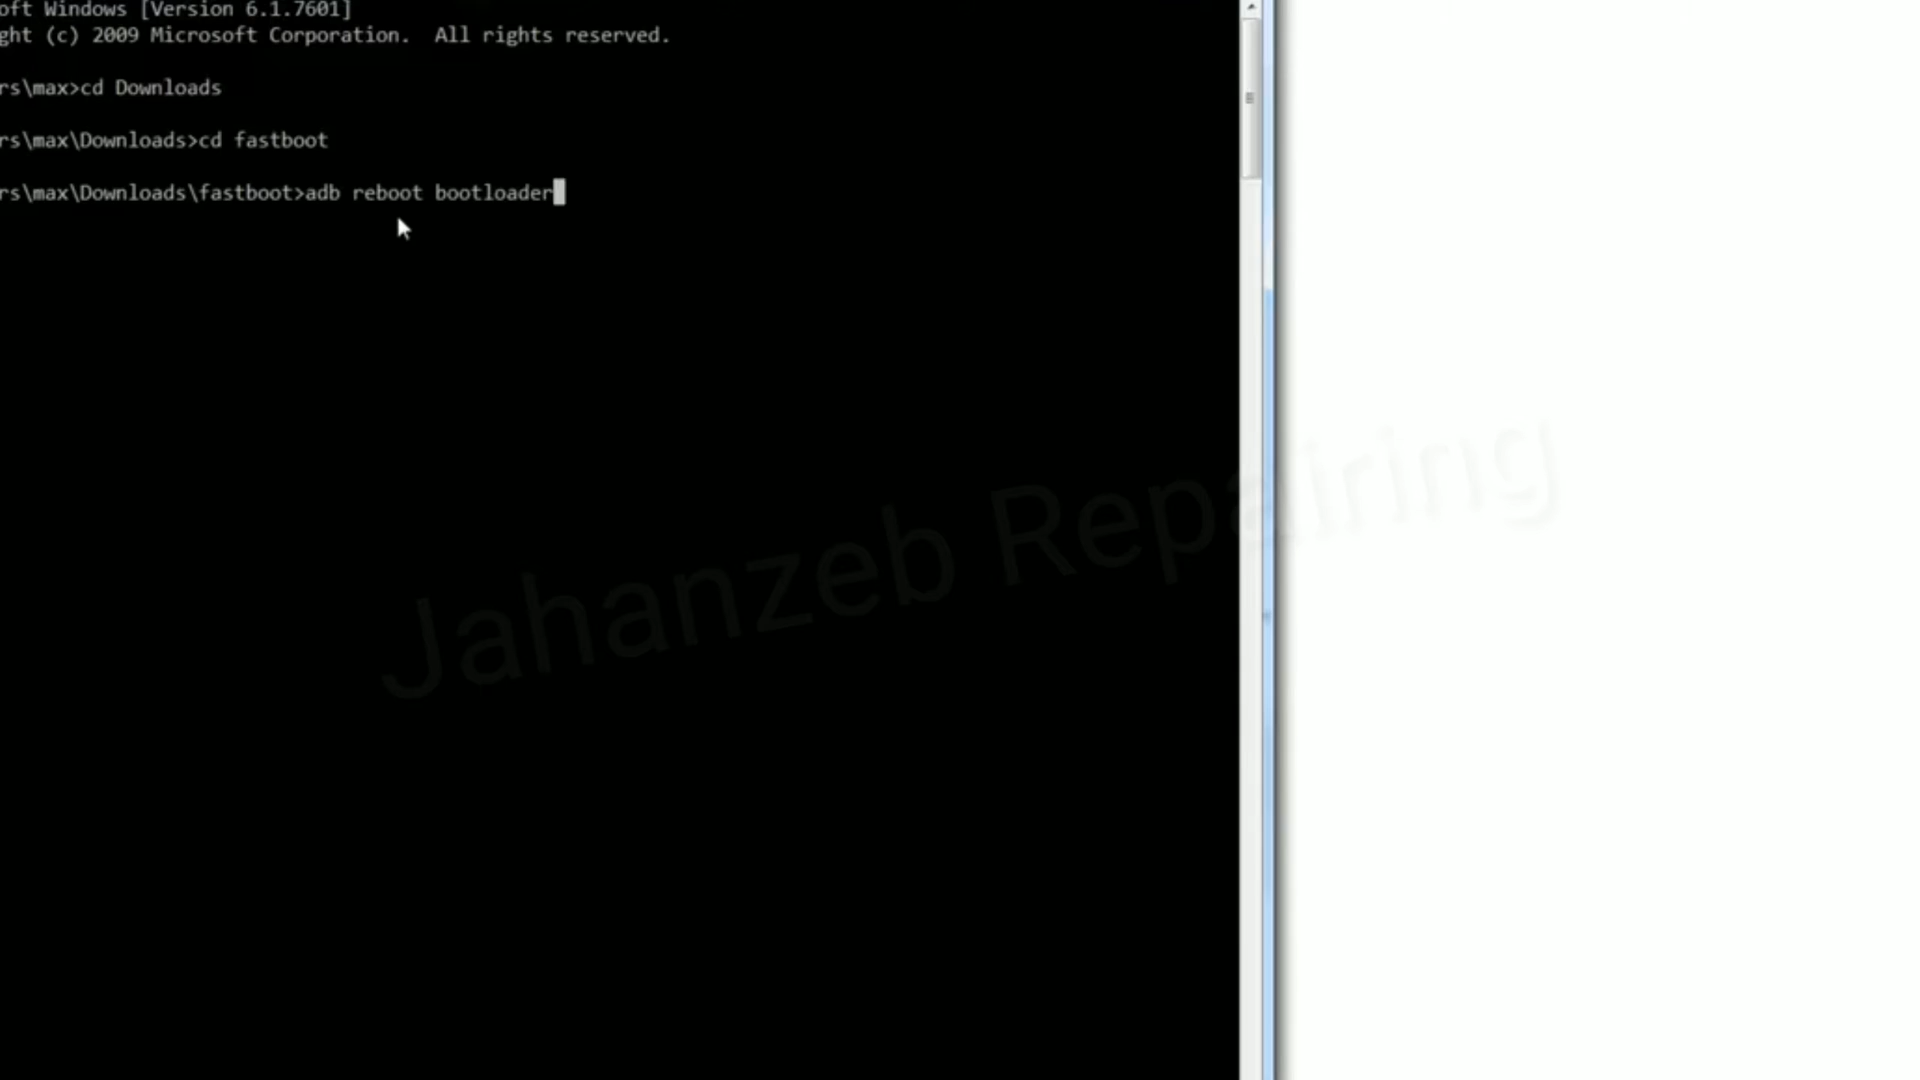 oft Windows [Version 6.1.7601]
ght (c) 2009 Microsoft Corporation.  All rights reserved.
rs\max>cd Downloads
rs\max\Downloads>cd fastboot
rs\max\Downloads\fastboot>adb reboot bootloader
Jahanzeb Repairing